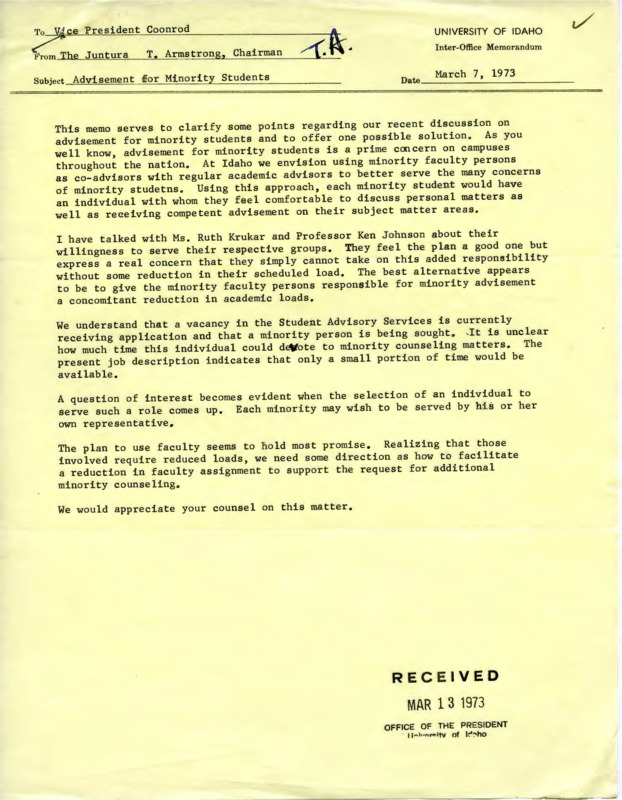 To Vice President Coonrod
UNIVERSITY OF IDAHO
Inter-Office Memorandum
From The Juntura T. Armstrong, Chairman T.A.
Subject Advisement for Minority Students
Date March 7, 1973
This memo serves to clarify some points regarding our recent discussion on
advisement for minority students and to offer one possible solution. As you
well know, advisement for minority students is a prime concern on campuses
throughout the nation. At Idaho we envision using minority faculty persons
as co-advisors with regular academic advisors to better serve the many concerns
of minority studetns. Using this approach, each minority student would have
an individual with whom they feel comfortable to discuss personal matters as
well as receiving competent advisement on their subject matter areas.
I have talked with Ms. Ruth Krukar and Professor Ken Johnson about their
willingness to serve their respective groups. They feel the plan a good one but
express a real concern that they simply cannot take on this added responsibility
without some reduction in their scheduled load. The best alternative appears
to be to give the minority faculty persons responsible for minority advisement
a concomitant reduction in academic loads.
We understand that a vacancy in the Student Advisory Services is currently
receiving application and that a minority person is being sought. It is unclear
how much time this individual could devote to minority counseling matters. The
present job description indicates that only a small portion of time would be
available.
A question of interest becomes evident when the selection of an individual to
serve such a role comes up. Each minority may wish to be served by his or her
own representative.
The plan to use faculty seems to hold most promise. Realizing that those
involved require reduced loads, we need some direction as how to facilitate
a reduction in faculty assignment to support the request for additional
minority counseling.
We would appreciate your counsel on this matter.
RECEIVED
MAR 13 1973
OFFICE OF THE PRESIDENT
University of Idaho